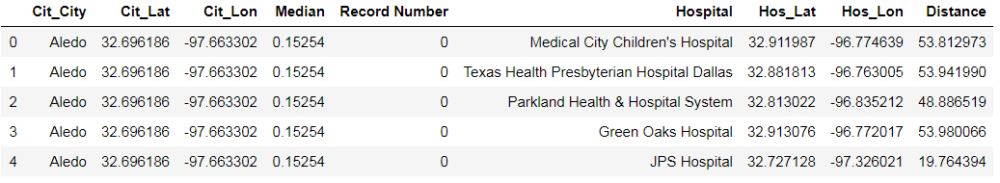 Cit_City Cit_Lat Cit_Lon Median Record Number Hospital Hos_Lat Hos_Lon Distance
0 Aledo 32.696186 -97.663302 0.15254 0 Medical City Children's Hospital 32.911987 -96.774639 53.812973
1 Aledo 32.696186 -97.663302 0.15254 0 Texas Health Presbyterian Hospital Dallas 32.881813 -96.763005 53.941990
2 Aledo 32.696186 -97.663302 0.15254 0 Parkland Health & Hospital System 32.813022 -96.835212 48.886519
3 Aledo 32.696186 -97.663302 0.15254 0 Green Oaks Hospital 32.913076 -96.772017 53.980066
4 Aledo 32.696186 -97.663302 0.15254 0 JPS Hospital 32.727128 -97.326021 19.764394